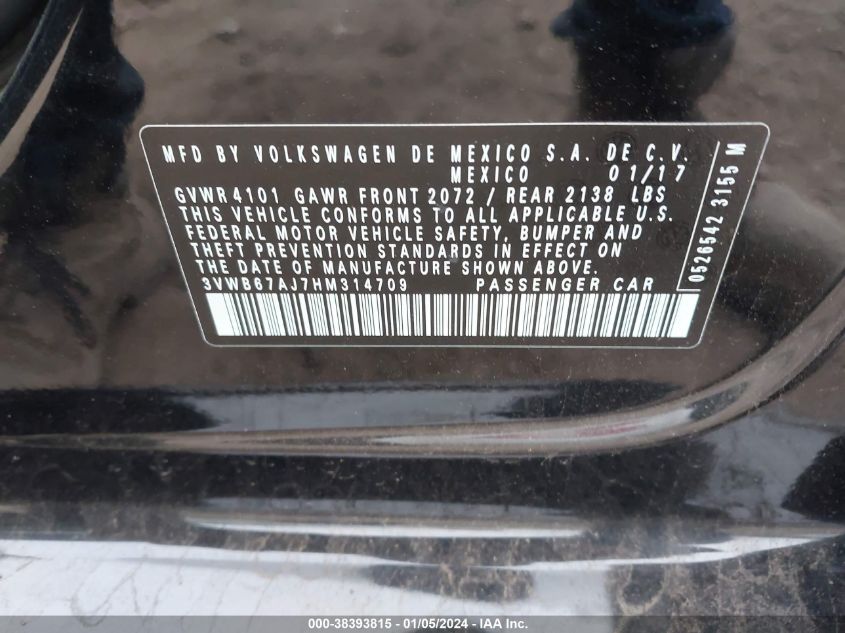 MFD BY VOLKSWAGEN DE MEXICO S.A. DE C.V.
MEXICO 01/17
GVWR 4101 GAWR FRONT 2072 / REAR 2138 LBS
THIS VEHICLE CONFORMS TO ALL APPLICABLE U.S.
FEDERAL MOTOR VEHICLE SAFETY, BUMPER AND
THEFT PREVENTION STANDARDS IN EFFECT ON
THE DATE OF MANUFACTURE SHOWN ABOVE.
3VWB67AJ7HM314709 PASSENGER CAR
0526542 3155 M
000-38393815 - 01/05/2024 - IAA Inc.